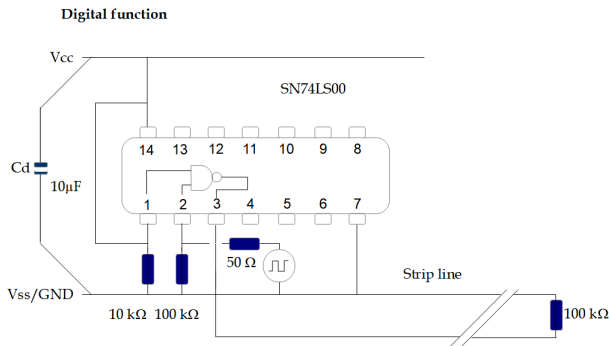 Digital function
Vcc
SN74LS00
14 13 12 11 10 9 8
Cd
10µF
1 2 3 4 5 6 7
50 Ω
Strip line
Vss/GND
10 kΩ 100 kΩ
100 kΩ